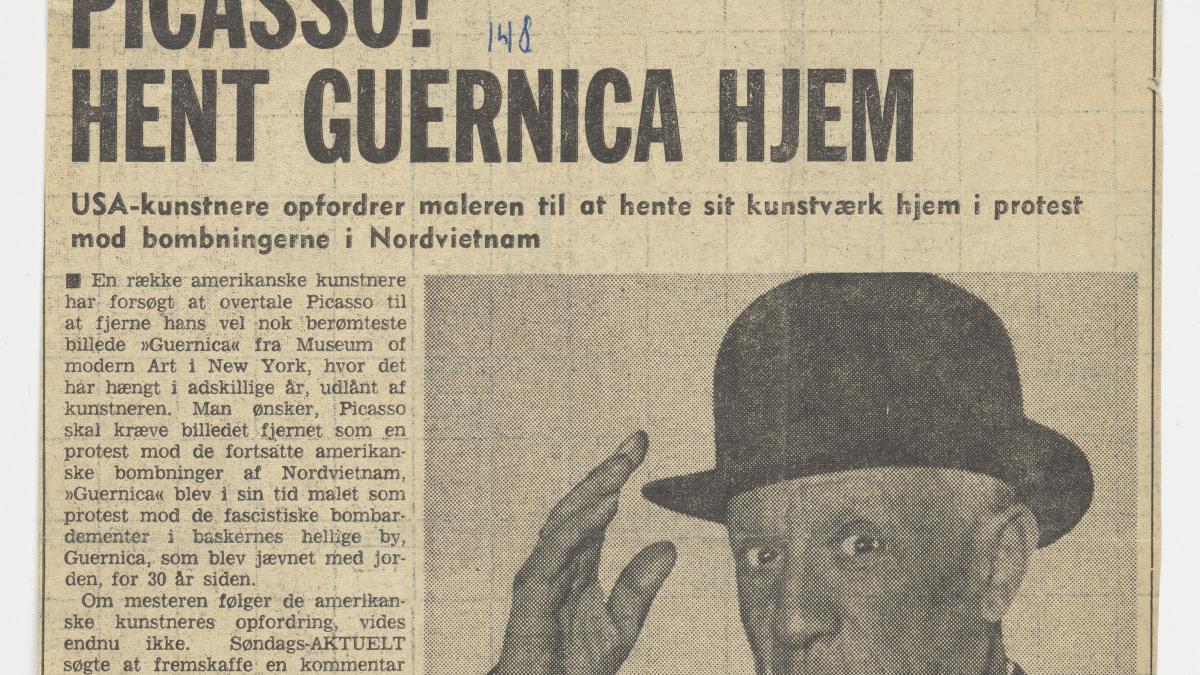 PICASSO!
148
HENT GUERNICA HJEM
USA-kunstnere opfordrer maleren til at hente sit kunstværk hjem i protest
mod bombningerne i Nordvietnam
■ En række amerikanske kunstnere
har forsøgt at overtale Picasso til
at fjerne hans vel nok berømteste
billede »Guernica« fra Museum of
modern Art i New York, hvor det
har hængt i adskillige år, udlånt af
kunstneren. Man ønsker, Picasso
skal kræve billedet fjernet som en
protest mod de fortsatte amerikan-
ske bombninger af Nordvietnam,
»Guernica« blev i sin tid malet som
protest mod de fascistiske bombar-
dementer i baskernes hellige by,
Guernica, som blev jævnet med jor-
den, for 30 år siden.
Om mesteren følger de amerikan-
ske kunstneres opfordring, vides
endnu ikke. Søndags-AKTUELT
søgte at fremskaffe en kommentar